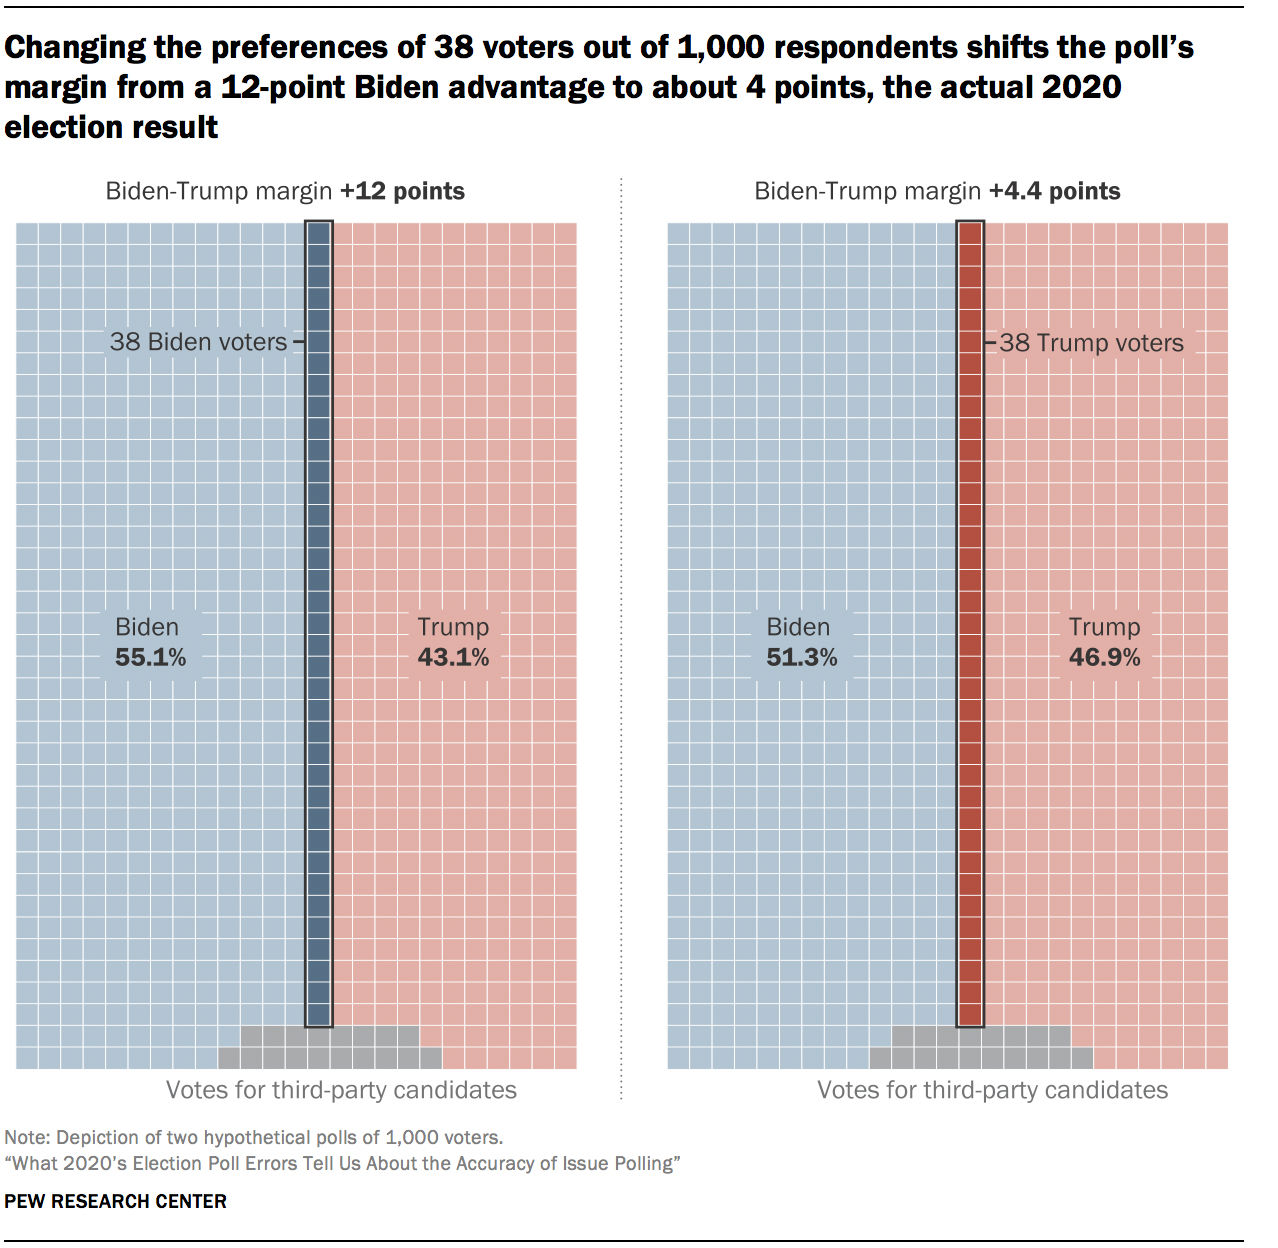 Changing the preferences of 38 voters out of 1,000 respondents shifts the poll’s
margin from a 12-point Biden advantage to about 4 points, the actual 2020
election result
Biden-Trump margin +12 points
38 Biden voters
Biden
55.1%
Trump
43.1%
Votes for third-party candidates
Biden-Trump margin +4.4 points
38 Trump voters
Biden
51.3%
Trump
46.9%
Votes for third-party candidates
Note: Depiction of two hypothetical polls of 1,000 voters.
“What 2020’s Election Poll Errors Tell Us About the Accuracy of Issue Polling”
PEW RESEARCH CENTER